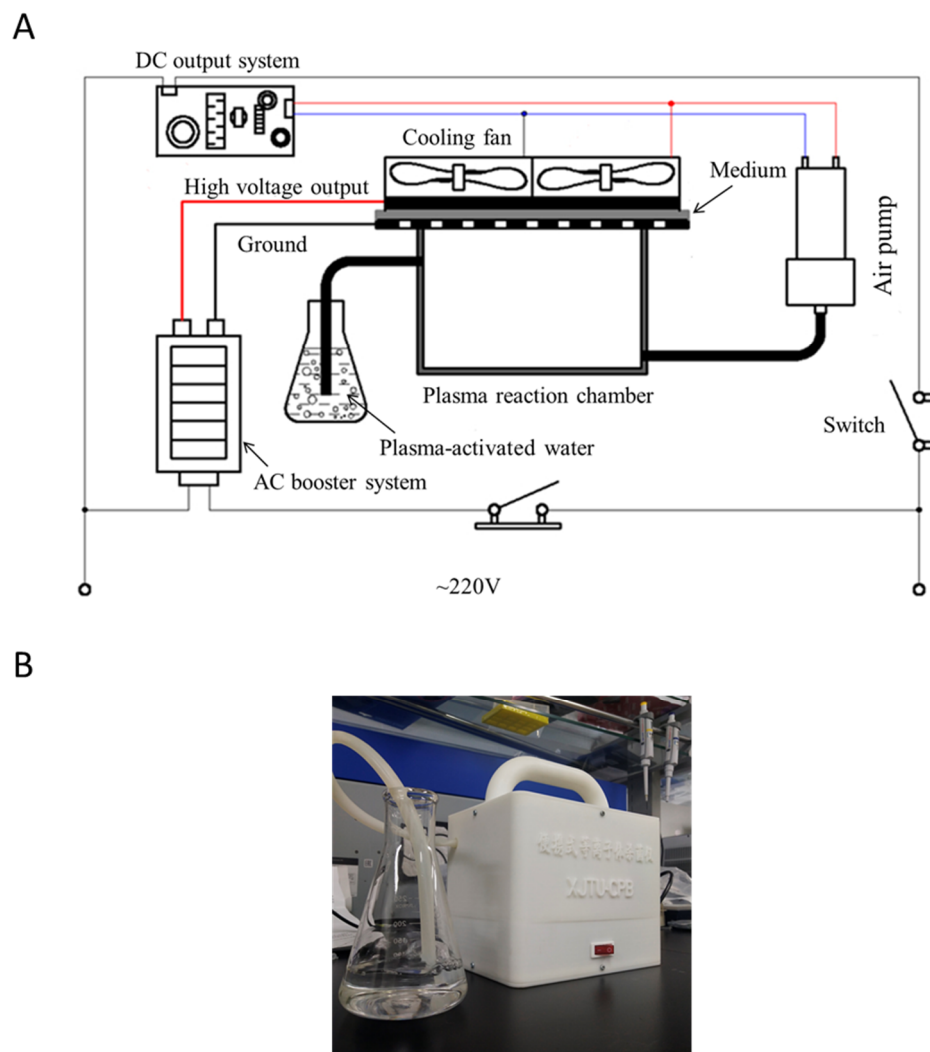 A
DC output system
Cooling fan
Medium
High voltage output
Ground
Air pump
Plasma reaction chamber
Switch
Plasma-activated water
AC booster system
~220V
B
XJTU-CPB